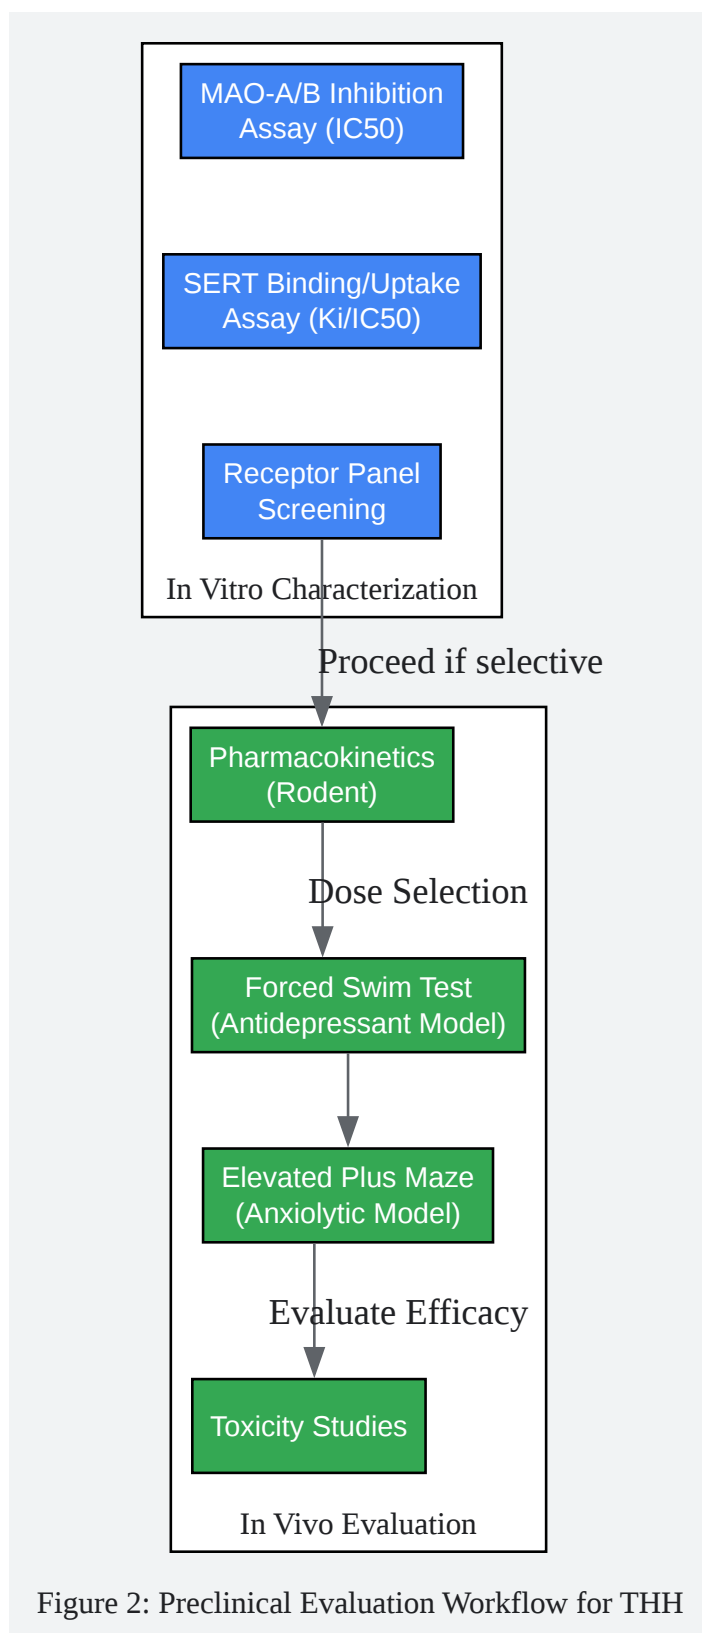 MAO-A/B Inhibition
Assay (IC50)
SERT Binding/Uptake
Assay (Ki/IC50)
Receptor Panel
Screening
In Vitro Characterization
Proceed if selective
Pharmacokinetics
(Rodent)
Dose Selection
Forced Swim Test
(Antidepressant Model)
Elevated Plus Maze
(Anxiolytic Model)
Evaluate Efficacy
Toxicity Studies
In Vivo Evaluation
Figure 2: Preclinical Evaluation Workflow for THH